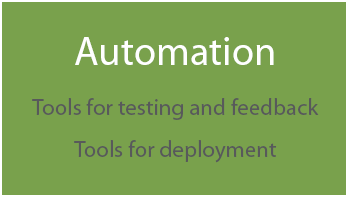 Automation
Tools for testing and feedback
Tools for deployment